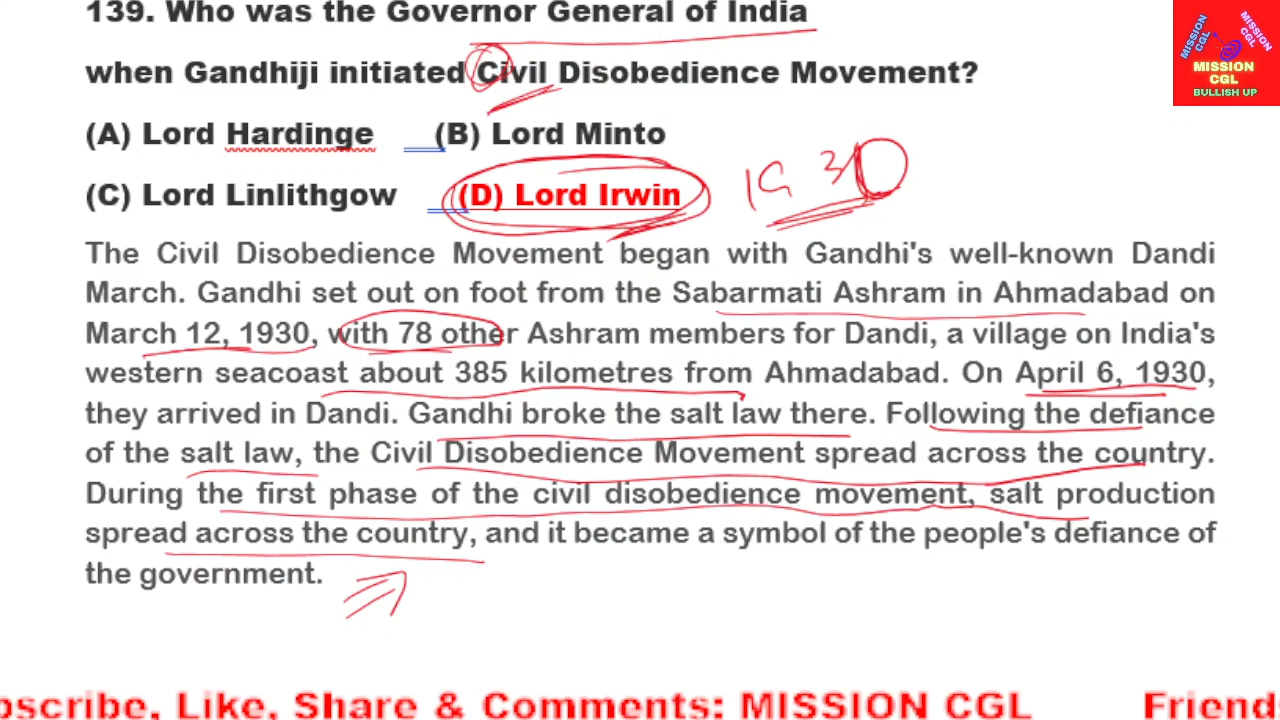 139. Who was the Governor General of India
when Gandhiji initiated Civil Disobedience Movement?
(A) Lord Hardinge (B) Lord Minto
(C) Lord Linlithgow (D) Lord Irwin
1930
The Civil Disobedience Movement began with Gandhi's well-known Dandi
March. Gandhi set out on foot from the Sabarmati Ashram in Ahmadabad on
March 12, 1930, with 78 other Ashram members for Dandi, a village on India's
western seacoast about 385 kilometres from Ahmadabad. On April 6, 1930,
they arrived in Dandi. Gandhi broke the salt law there. Following the defiance
of the salt law, the Civil Disobedience Movement spread across the country.
During the first phase of the civil disobedience movement, salt production
spread across the country, and it became a symbol of the people's defiance of
the government.
MISSION CGL
MISSION CGL
MISSION
CGL
BULLISH UP
bscribe, Like, Share & Comments: MISSION CGL Friend